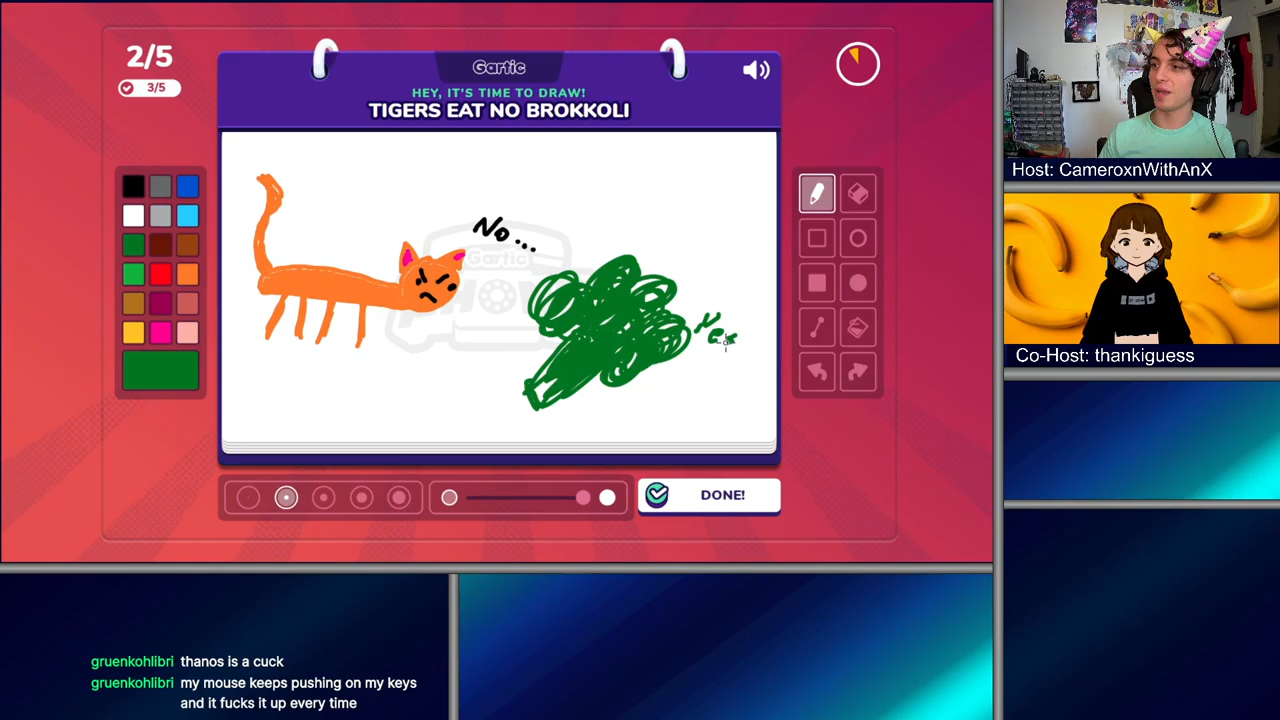 2/5
3/5
Gartic
HEY, IT'S TIME TO DRAW!
TIGERS EAT NO BROKKOLI
No...
Gartic
DONE!
Host: CameroxnWithAnX
Co-Host: thankiguess
gruenkohlibri thanos is a cuck
gruenkohlibri my mouse keeps pushing on my keys
and it fucks it up every time